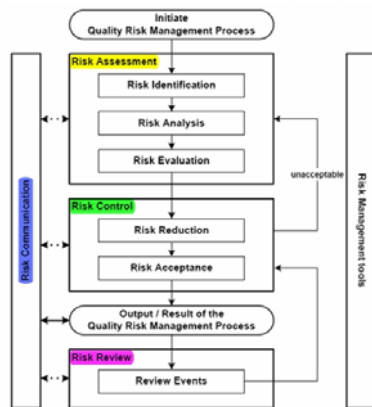 Initiate
Quality Risk Management Process
Risk Assessment
Risk Identification
Risk Analysis
Risk Evaluation
unacceptable
Risk Control
Risk Reduction
Risk Acceptance
Output / Result of the
Quality Risk Management Process
Risk Review
Review Events
Risk Communication
Risk Management tools